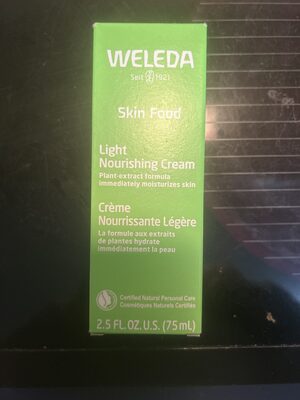 WELEDA
Seit 1921
Skin Food
Light
Nourishing Cream
Plant-extract formula
immediately moisturizes skin
Crème
Nourrissante Légère
La formule aux extraits
de plantes hydrate
immédiatement la peau
Certified Natural Personal Care
Cosmétiques Naturels Certifiés
2.5 FL. OZ. U.S. (75 mL)